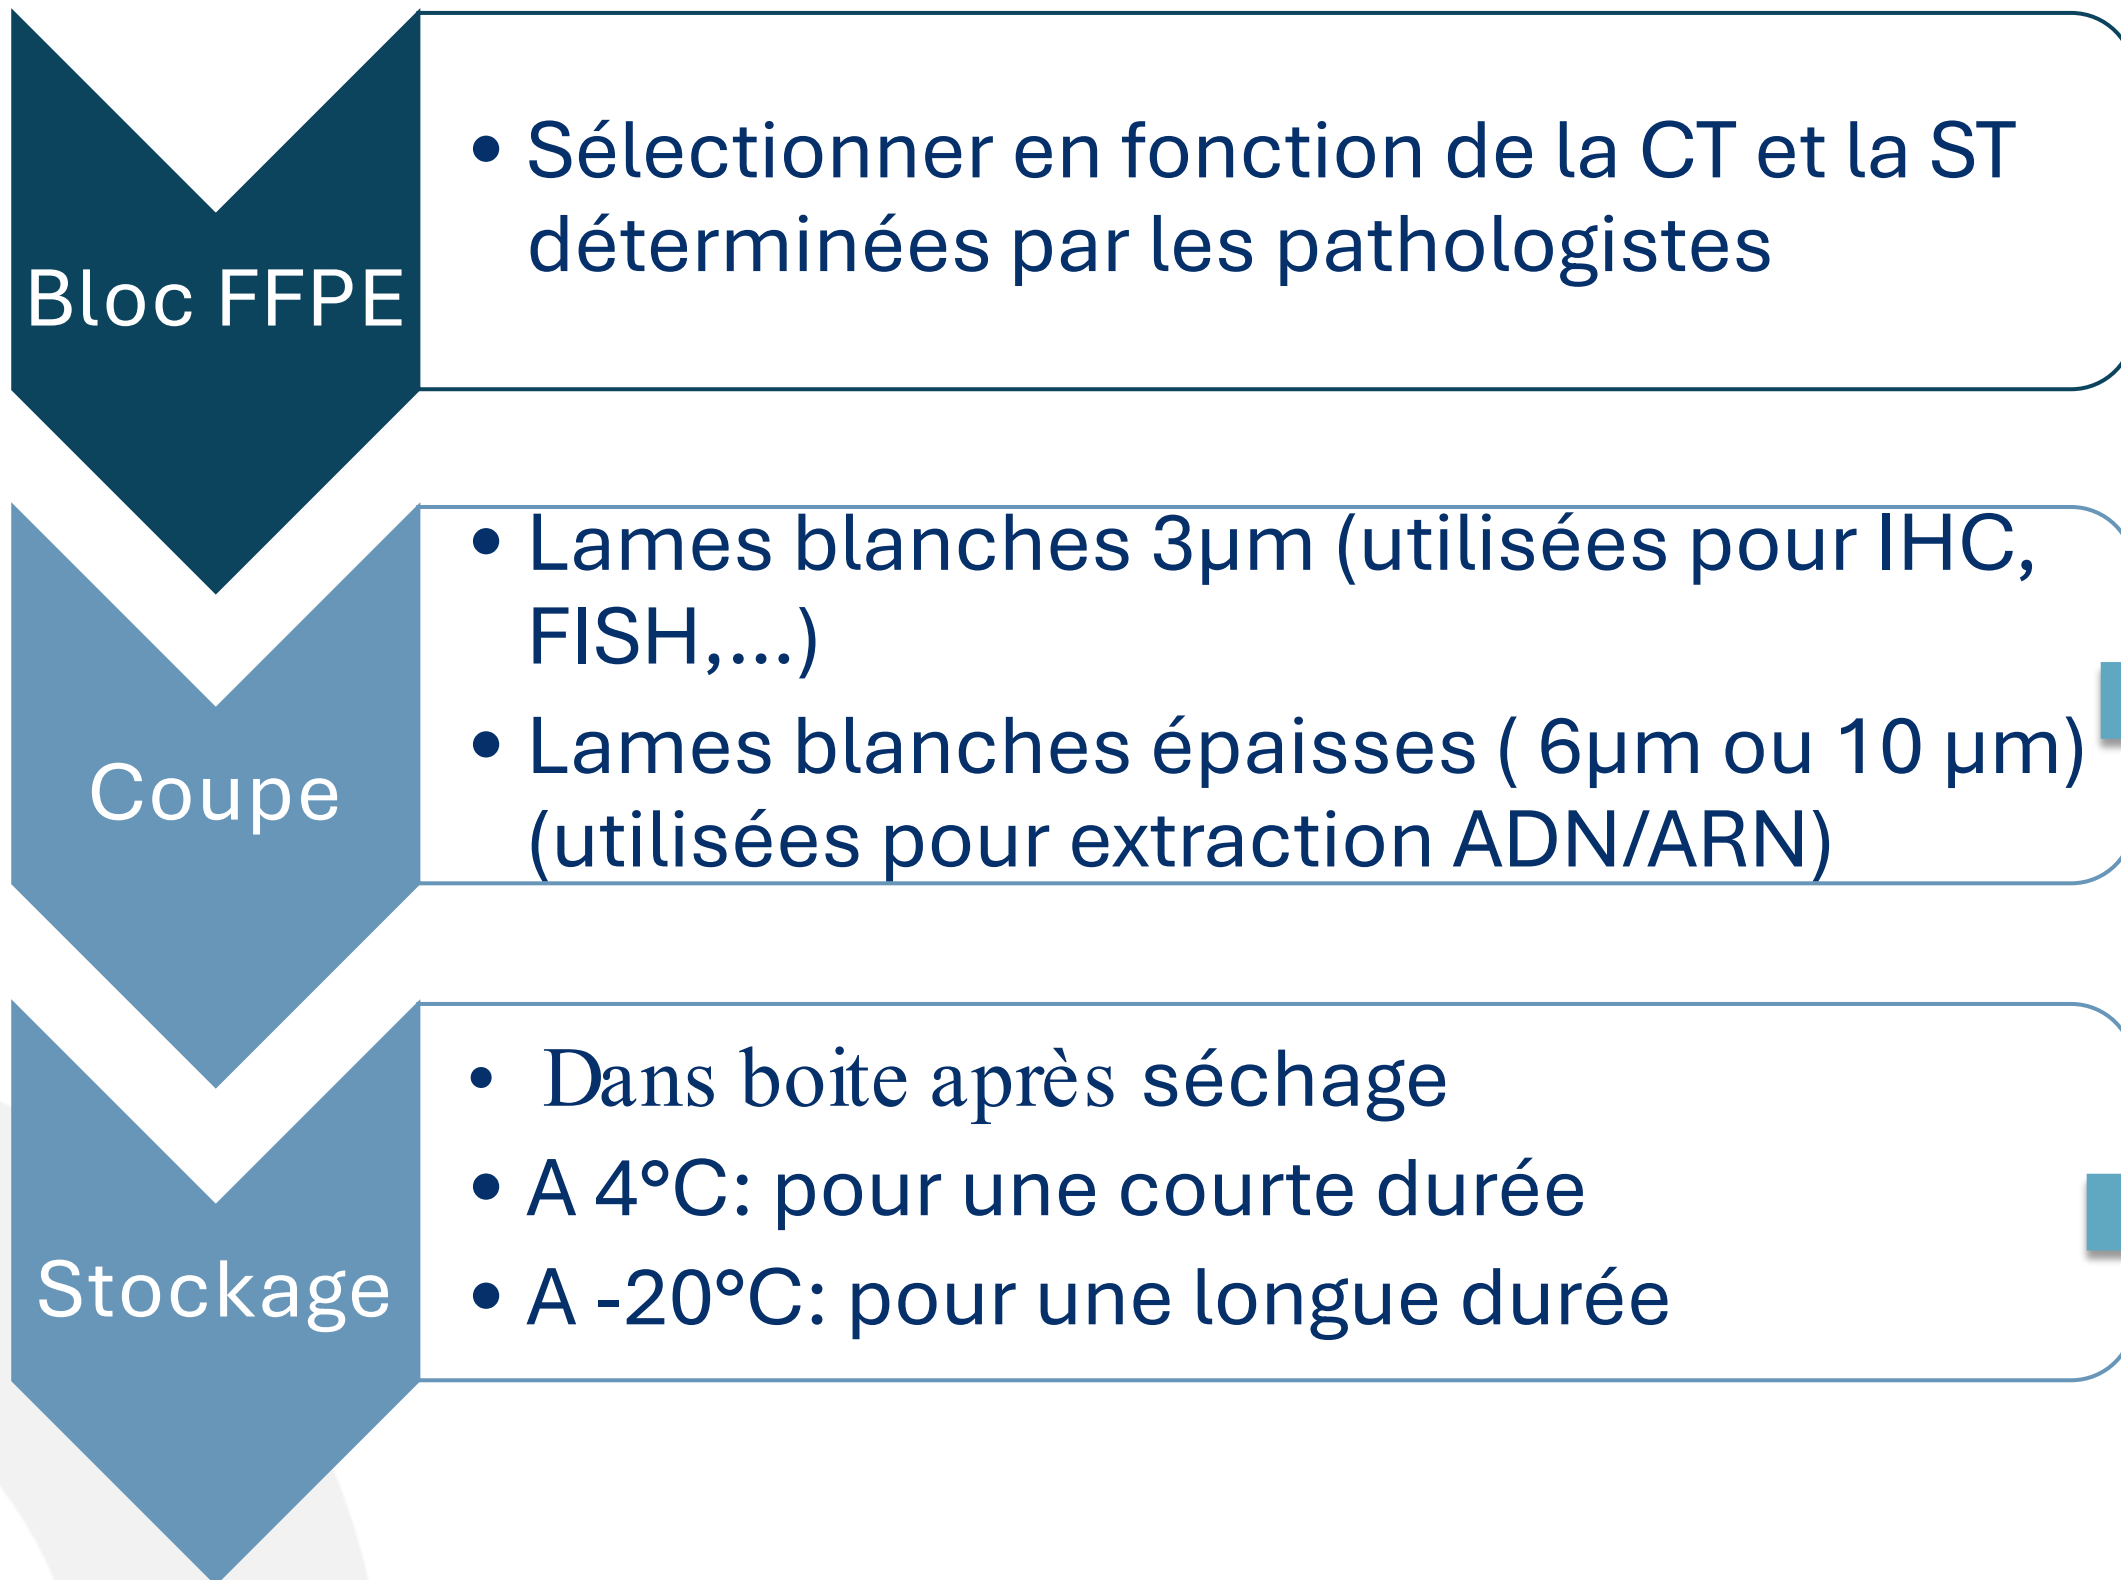 Bloc FFPE
• Sélectionner en fonction de la CT et la ST
déterminées par les pathologistes
Coupe
• Lames blanches 3µm (utilisées pour IHC,
FISH,...)
• Lames blanches épaisses ( 6µm ou 10 µm)
(utilisées pour extraction ADN/ARN)
Stockage
• Dans boite après séchage
• A 4°C: pour une courte durée
• A -20°C: pour une longue durée